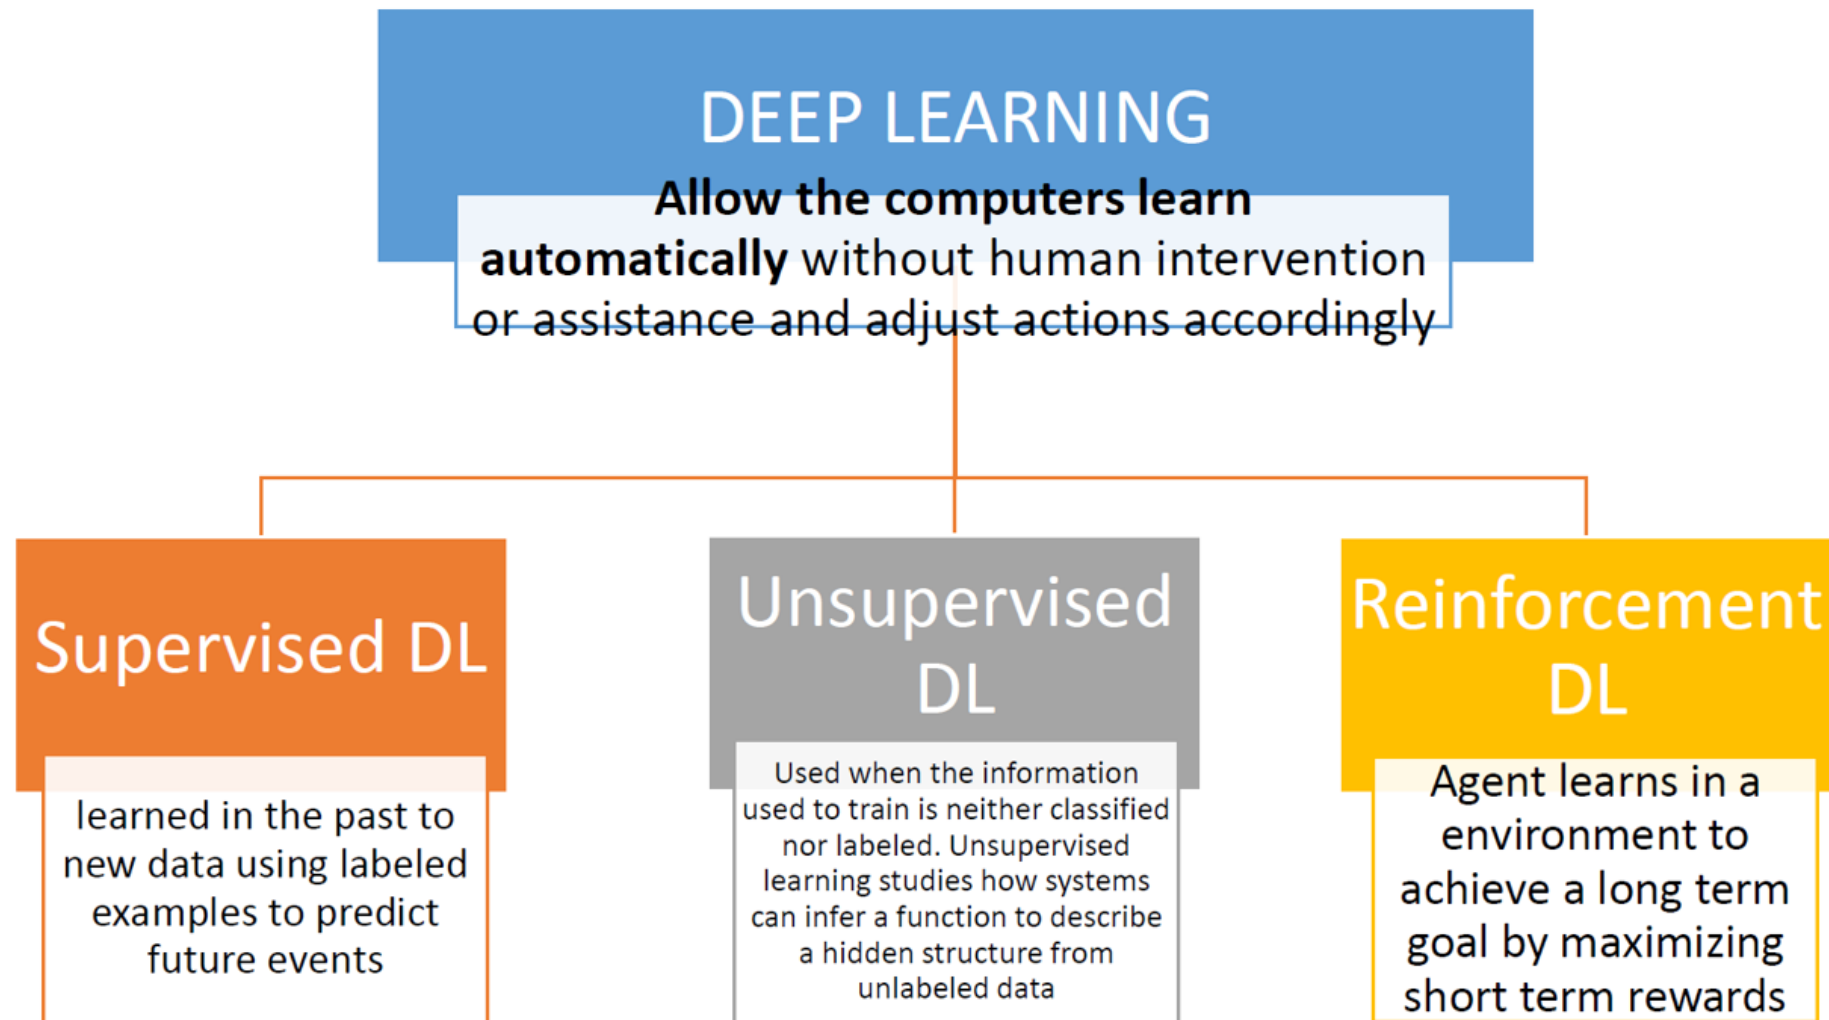 DEEP LEARNING
Allow the computers learn
automatically without human intervention
or assistance and adjust actions accordingly
Supervised DL
learned in the past to
new data using labeled
examples to predict
future events
Unsupervised
DL
Used when the information
used to train is neither classified
nor labeled. Unsupervised
learning studies how systems
can infer a function to describe
a hidden structure from
unlabeled data
Reinforcement
DL
Agent learns in a
environment to
achieve a long term
goal by maximizing
short term rewards